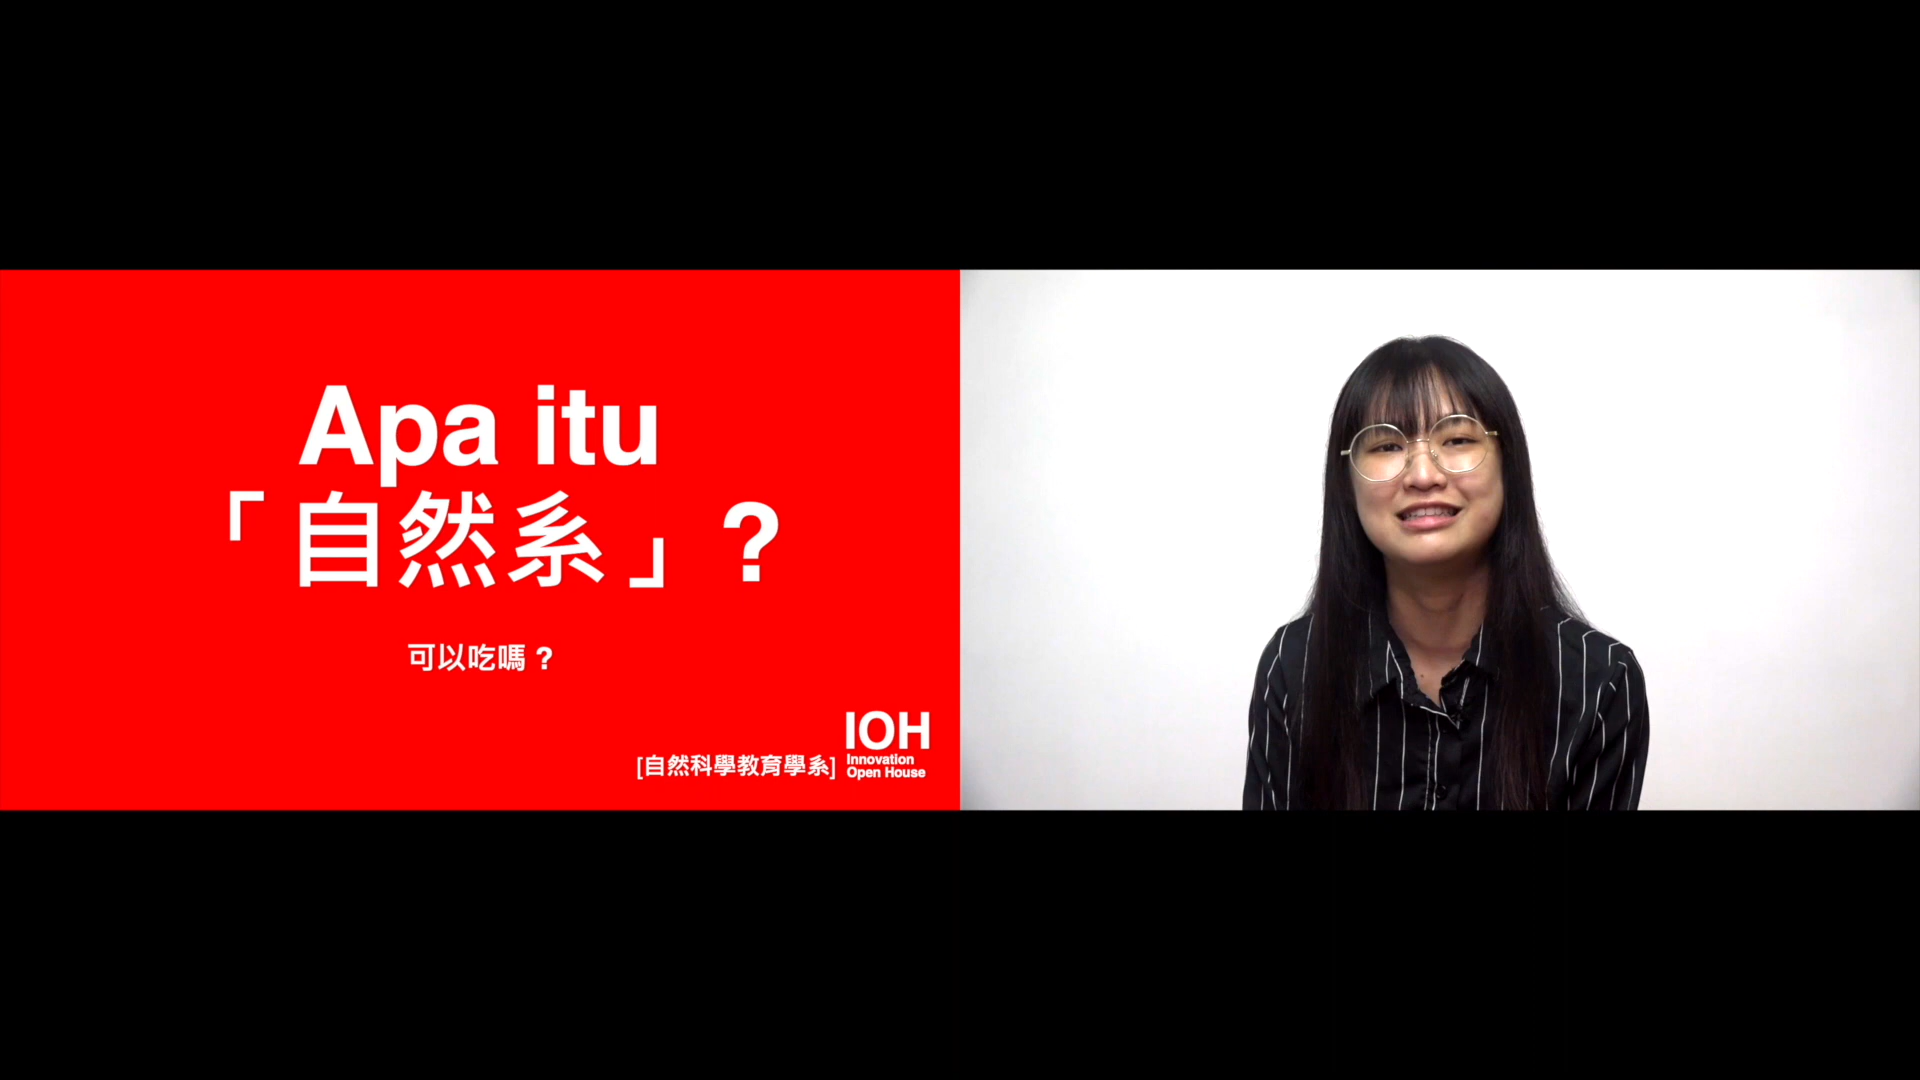 Apa itu
「自然系」?
可以吃嗎?
IOH
Innovation
Open House
[自然科學教育學系]